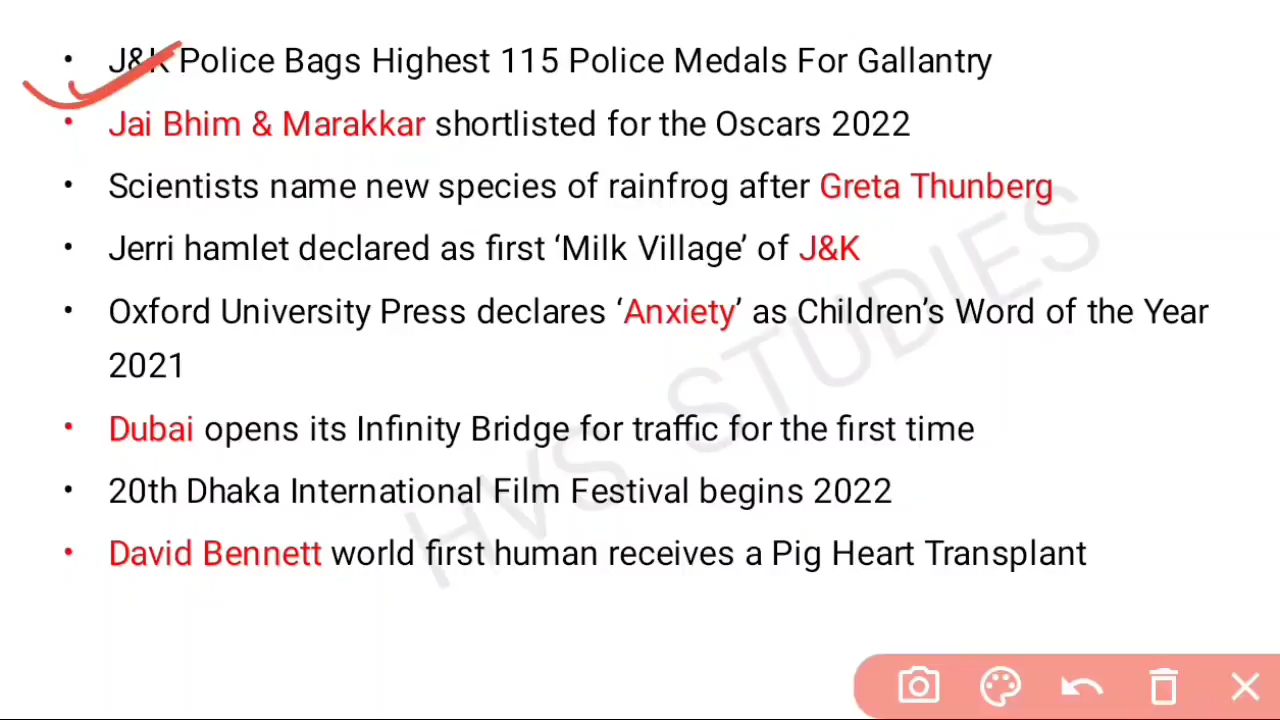 • J&K Police Bags Highest 115 Police Medals For Gallantry
• Jai Bhim & Marakkar shortlisted for the Oscars 2022
• Scientists name new species of rainfrog after Greta Thunberg
• Jerri hamlet declared as first ‘Milk Village’ of J&K
• Oxford University Press declares ‘Anxiety’ as Children’s Word of the Year
2021
• Dubai opens its Infinity Bridge for traffic for the first time
• 20th Dhaka International Film Festival begins 2022
• David Bennett world first human receives a Pig Heart Transplant
HVS STUDIES